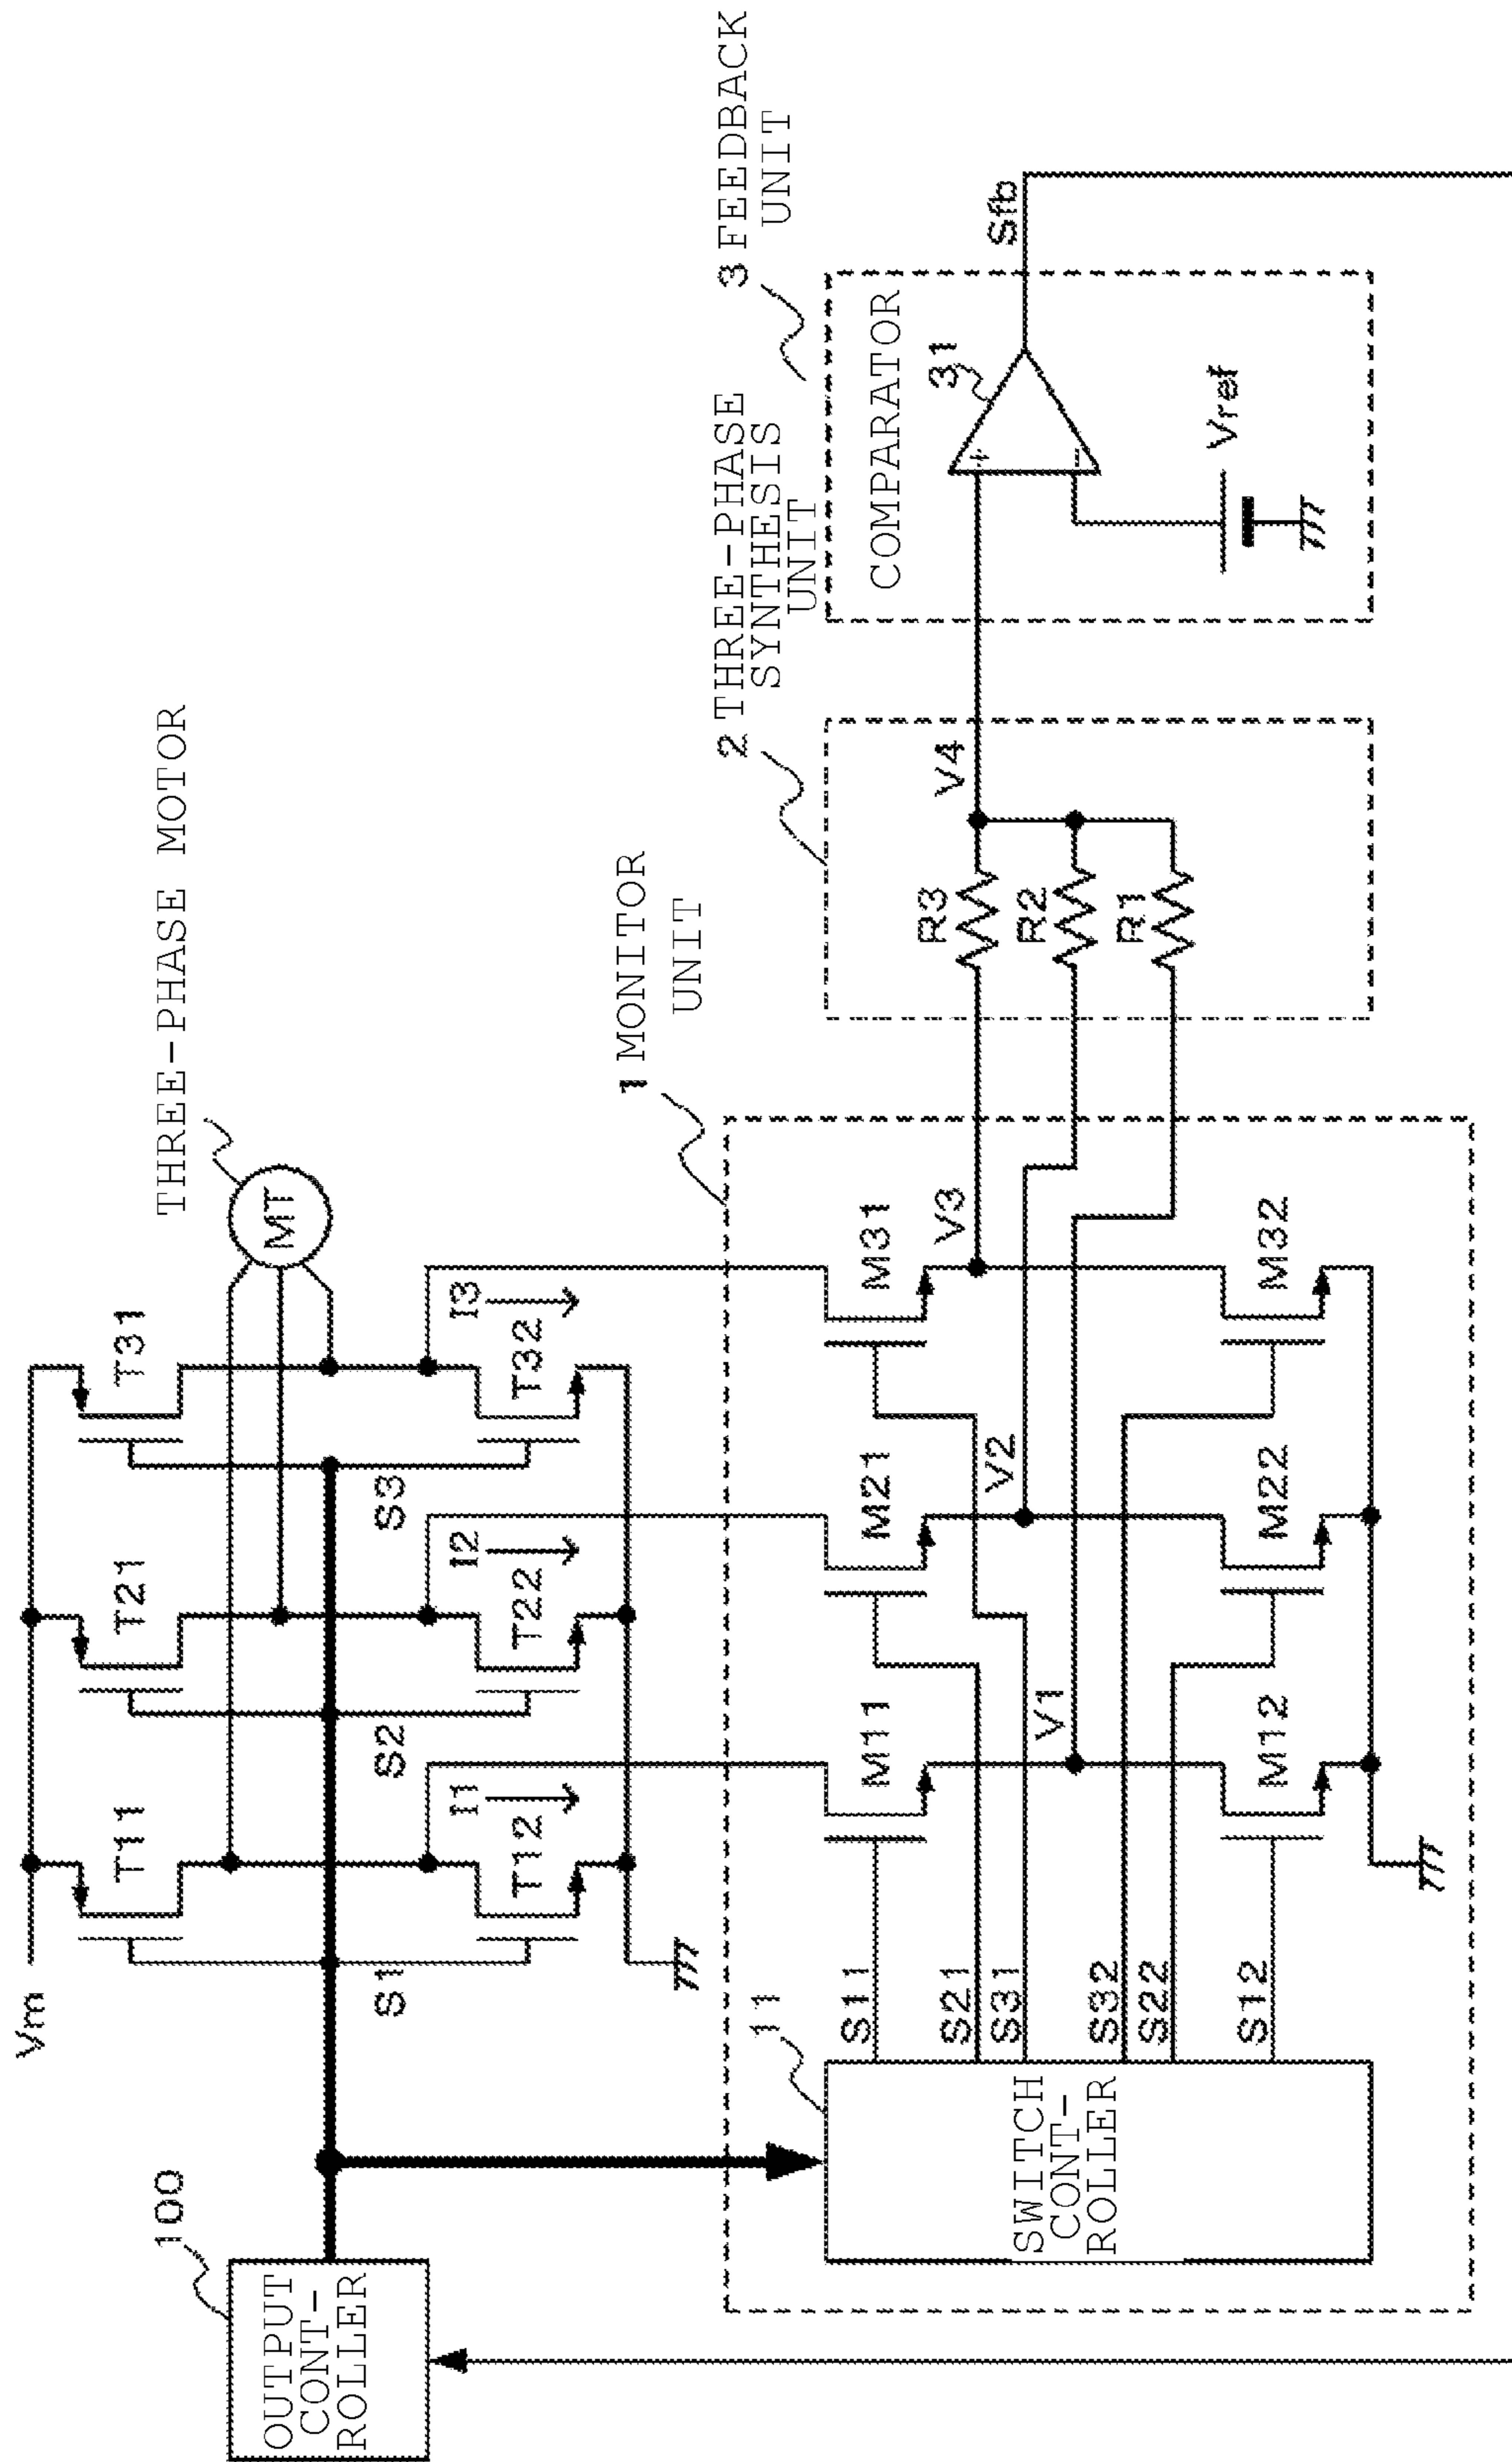 Vm
T11
T21
T31
THREE-PHASE MOTOR
MT
100
OUTPUT
CONT-
ROLLER
S1
S2
S3
I1
I2
I3
T12
T22
T32
1 MONITOR
UNIT
2 THREE-PHASE
SYNTHESIS
UNIT
3 FEEDBACK
UNIT
11
SWITCH
CONT-
ROLLER
S11
S21
S31
S32
S22
S12
M11
M21
M31
V1
V2
V3
M12
M22
M32
R3
R2
R1
V4
COMPARATOR
31
+
−
Vref
Sfb